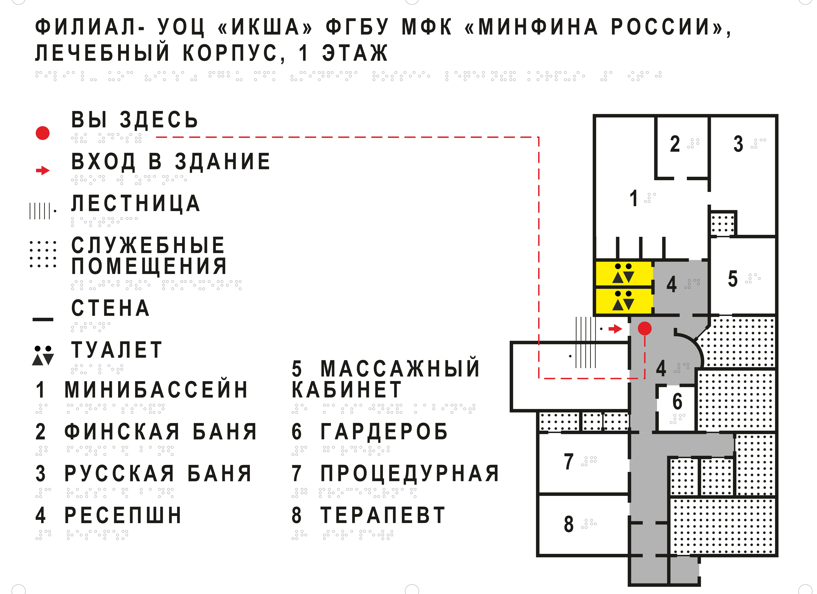 ФИЛИАЛ- УОЦ «ИКША» ФГБУ МФК «МИНФИНА РОССИИ»,
ЛЕЧЕБНЫЙ КОРПУС, 1 ЭТАЖ
ВЫ ЗДЕСЬ
ВХОД В ЗДАНИЕ
ЛЕСТНИЦА
СЛУЖЕБНЫЕ
ПОМЕЩЕНИЯ
СТЕНА
ТУАЛЕТ
1 МИНИБАССЕЙН
2 ФИНСКАЯ БАНЯ
3 РУССКАЯ БАНЯ
4 РЕСЕПШН
5 МАССАЖНЫЙ
КАБИНЕТ
6 ГАРДЕРОБ
7 ПРОЦЕДУРНАЯ
8 ТЕРАПЕВТ
2
3
1
4
5
4
6
7
8